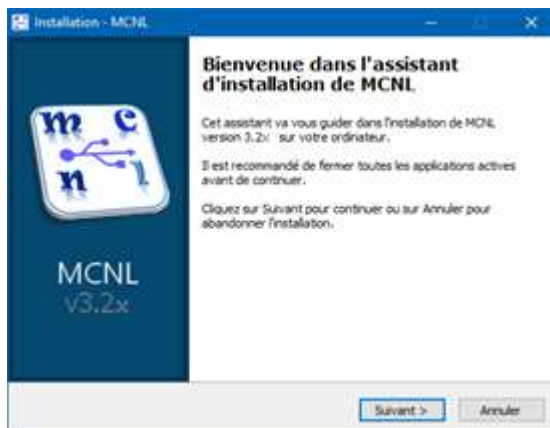 Installation - MCNL
Bienvenue dans l'assistant
d'installation de MCNL
Cet assistant va vous guider dans l'installation de MCNL
version 3.2x sur votre ordinateur.
Il est recommandé de fermer toutes les applications actives
avant de continuer.
Cliquez sur Suivant pour continuer ou sur Annuler pour
abandonner l'installation.
m c
n l
MCNL
v3.2x
Suivant >
Annuler